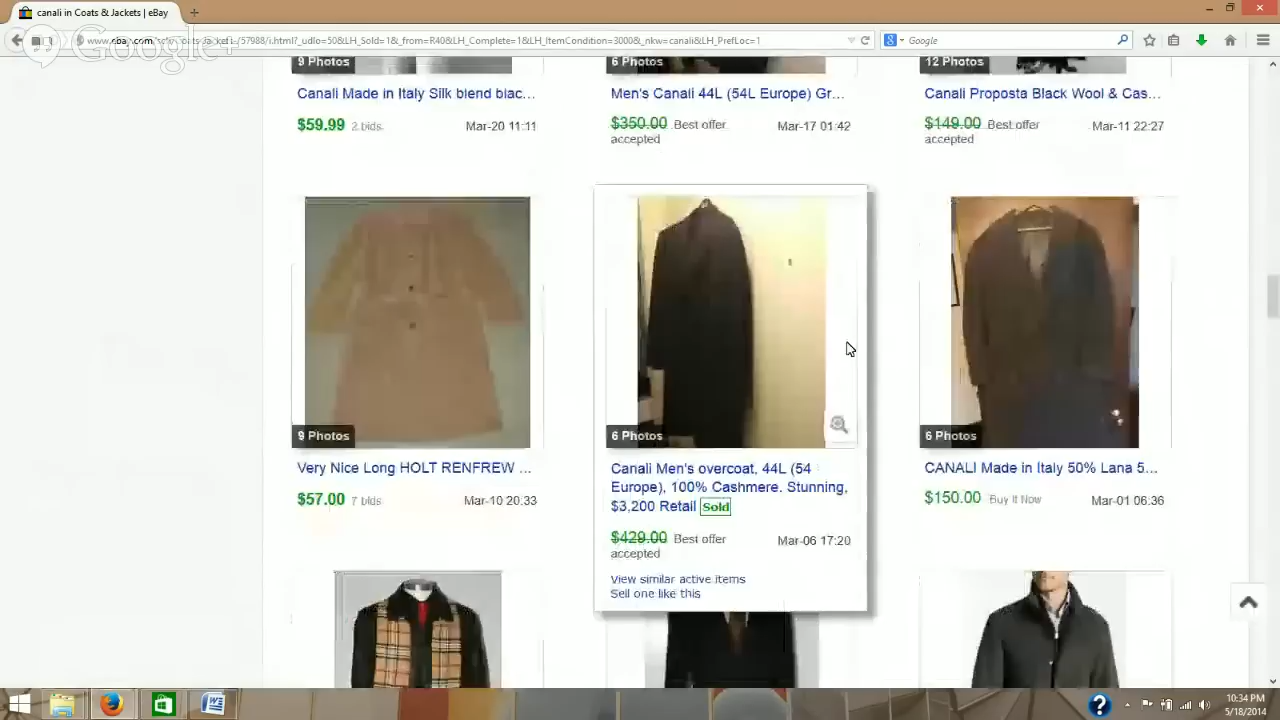 canali in Coats & Jackets | eBay
Google+
Google
9 Photos
6 Photos
12 Photos
Canali Made in Italy Silk blend blac...
Men's Canali 44L (54L Europe) Gr...
Canali Proposta Black Wool & Cas...
$59.99 2 bids Mar-20 11:11
$350.00 Best offer accepted Mar-17 01:42
$149.00 Best offer accepted Mar-11 22:27
9 Photos
6 Photos
6 Photos
Very Nice Long HOLT RENFREW ...
$57.00 7 bids Mar-10 20:33
Canali Men's overcoat, 44L (54
Europe), 100% Cashmere. Stunning,
$3,200 Retail Sold
$429.00 Best offer Mar-06 17:20
accepted
View similar active items
Sell one like this
CANALI Made in Italy 50% Lana 5...
$150.00 Buy It Now Mar-01 06:36
10:34 PM
5/18/2014